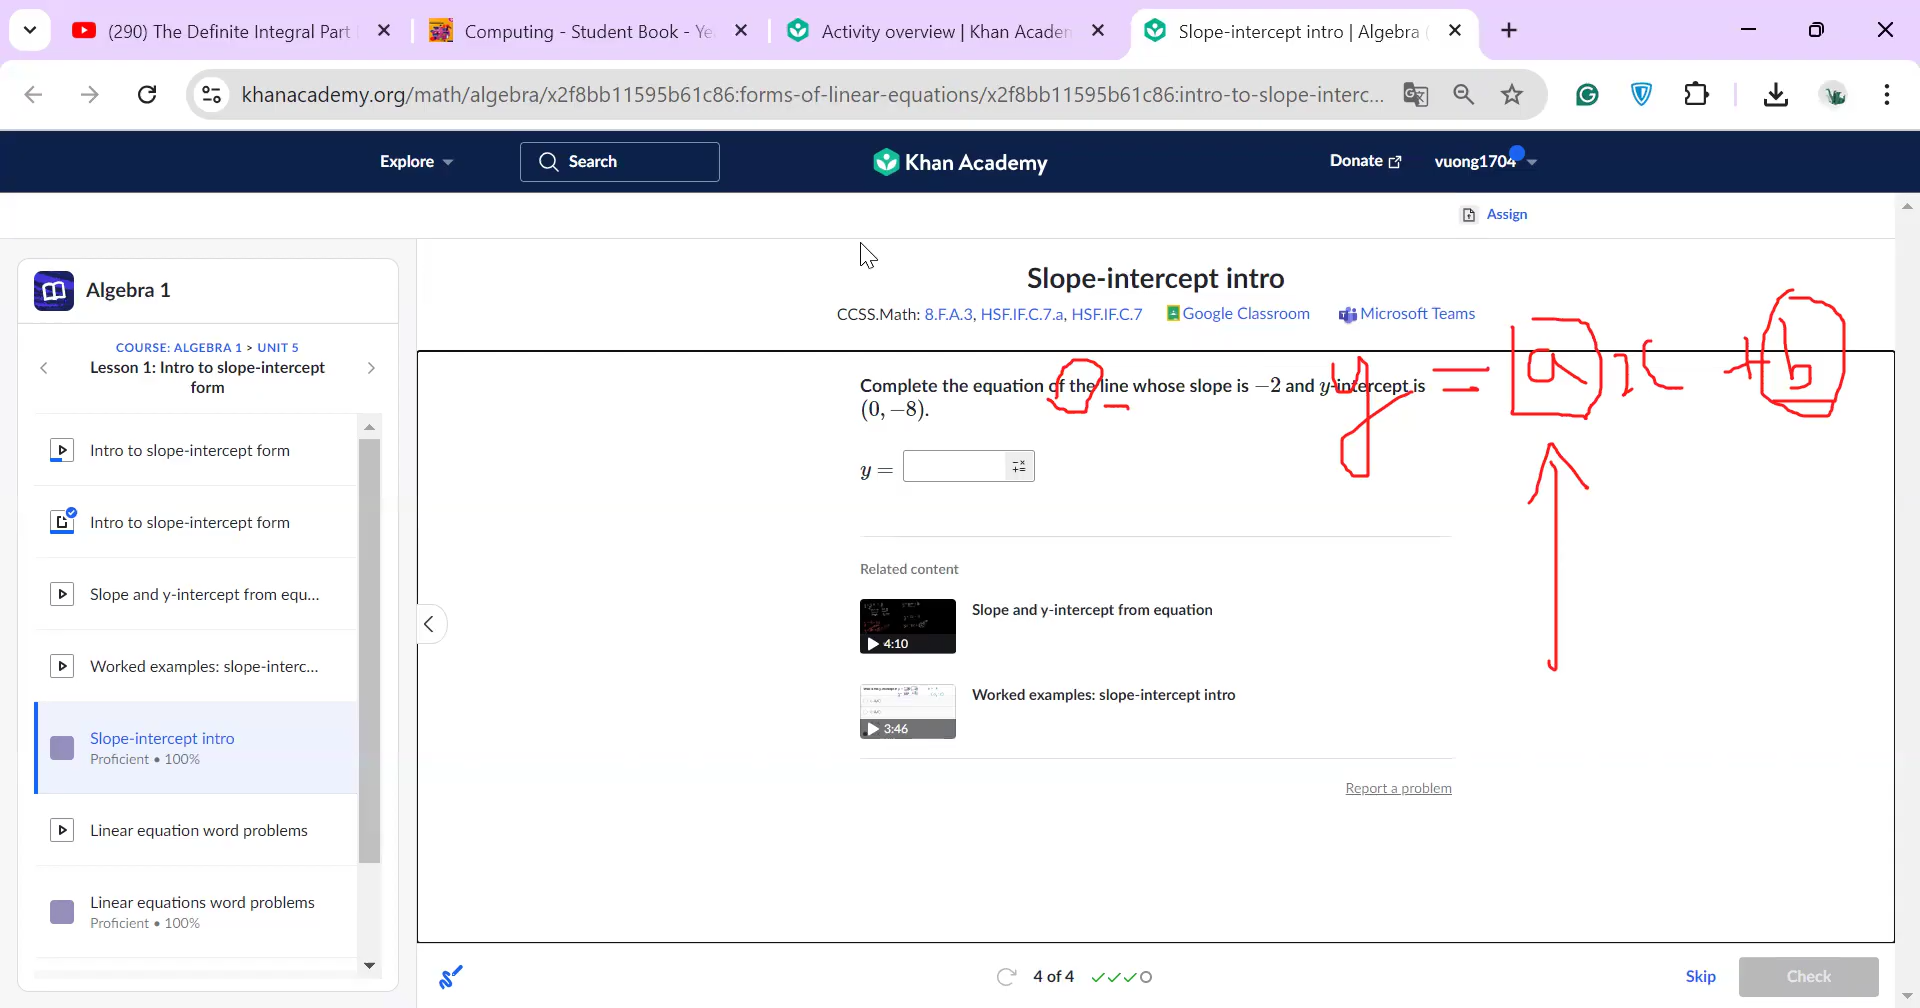 (290) The Definite Integral Part
Computing - Student Book - Ye
Activity overview | Khan Acader
Slope-intercept intro | Algebra (
khanacademy.org/math/algebra/x2f8bb11595b61c86:forms-of-linear-equations/x2f8bb11595b61c86:intro-to-slope-interc...
Explore
Search
Khan Academy
Donate
vuong1704
Assign
Algebra 1
COURSE: ALGEBRA 1 > UNIT 5
Lesson 1: Intro to slope-intercept
form
Intro to slope-intercept form
Intro to slope-intercept form
Slope and y-intercept from equ...
Worked examples: slope-interc...
Slope-intercept intro
Proficient • 100%
Linear equation word problems
Linear equations word problems
Proficient • 100%
Slope-intercept intro
CCSS.Math: 8.F.A.3, HSF.IF.C.7.a, HSF.IF.C.7
Google Classroom
Microsoft Teams
y = ax + b
Complete the equation of the line whose slope is −2 and y-intercept is
(0, −8).
y =
Related content
4:10
Slope and y-intercept from equation
3:46
Worked examples: slope-intercept intro
Report a problem
4 of 4
Skip
Check